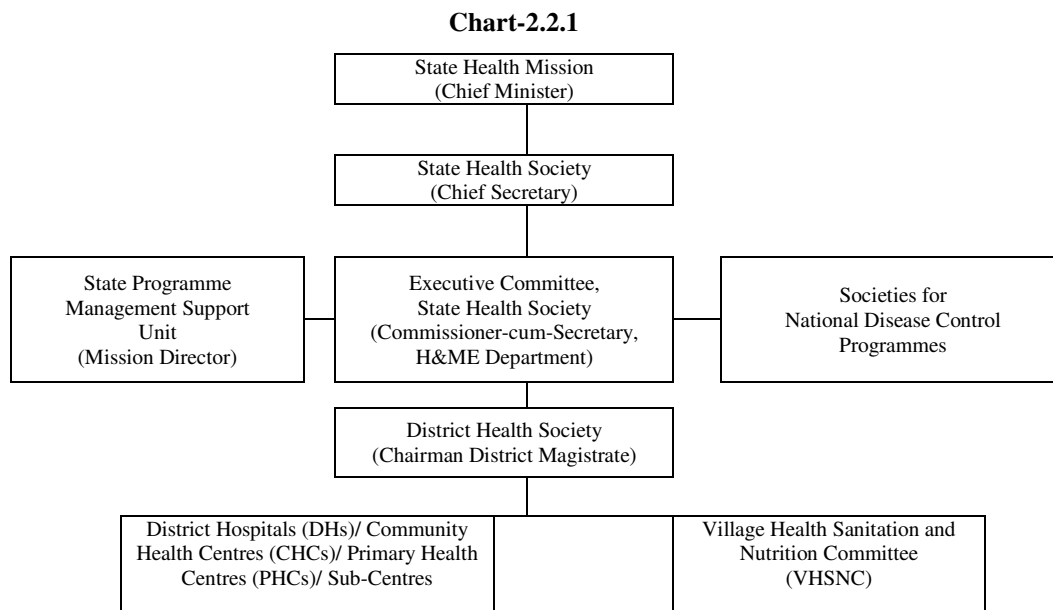 Chart-2.2.1
State Health Mission
(Chief Minister)
State Health Society
(Chief Secretary)
State Programme
Management Support
Unit
(Mission Director)
Executive Committee,
State Health Society
(Commissioner-cum-Secretary,
H&ME Department)
Societies for
National Disease Control
Programmes
District Health Society
(Chairman District Magistrate)
District Hospitals (DHs)/ Community
Health Centres (CHCs)/ Primary Health
Centres (PHCs)/ Sub-Centres
Village Health Sanitation and
Nutrition Committee
(VHSNC)